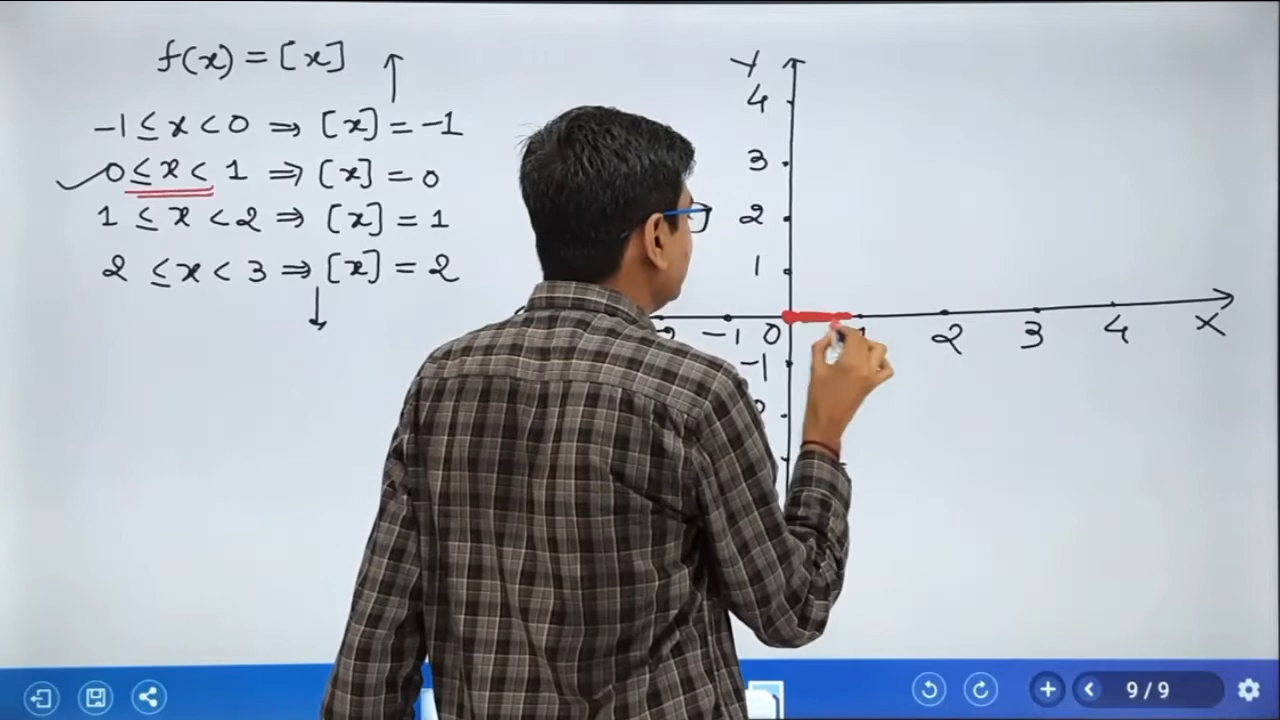 f(x) = [x]
-1 ≤ x < 0 ⇒ [x] = -1
0 ≤ x < 1 ⇒ [x] = 0
1 ≤ x < 2 ⇒ [x] = 1
2 ≤ x < 3 ⇒ [x] = 2
Y
4
3
2
1
-1 0 2 3 4 X
-1
9/9